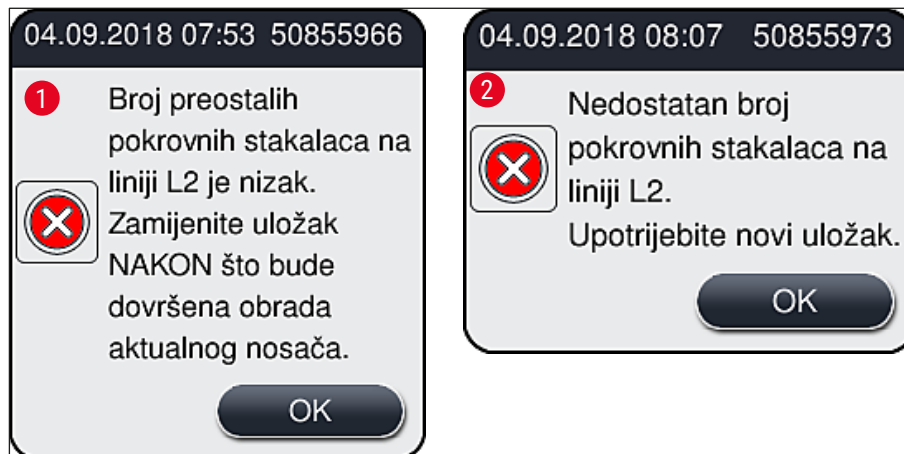 04.09.2018 07:53 50855966
1
Broj preostalih
pokrovnih stakalaca na
liniji L2 je nizak.
Zamijenite uložak
NAKON što bude
dovršena obrada
aktualnog nosača.
OK
04.09.2018 08:07 50855973
2
Nedostatan broj
pokrovnih stakalaca na
liniji L2.
Upotrijebite novi uložak.
OK